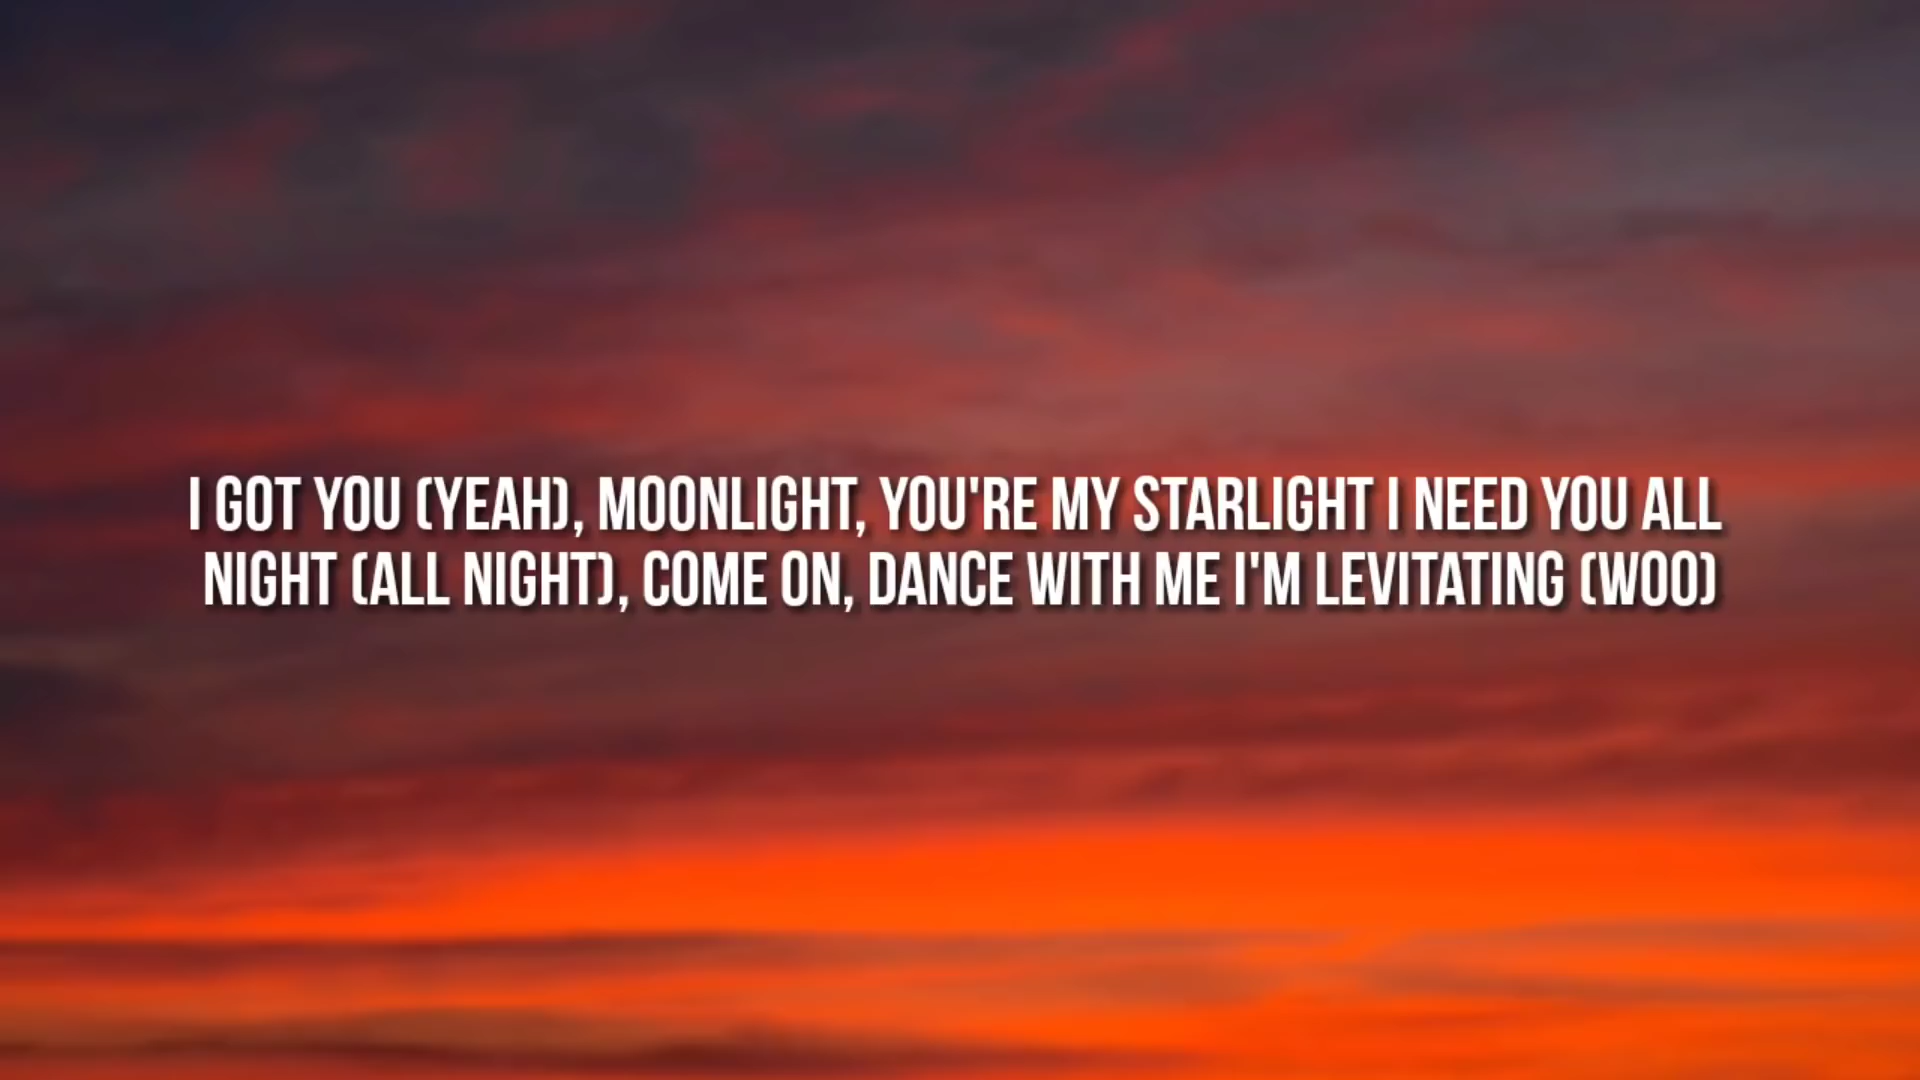 I GOT YOU (YEAH), MOONLIGHT, YOU'RE MY STARLIGHT I NEED YOU ALL
NIGHT (ALL NIGHT), COME ON, DANCE WITH ME I'M LEVITATING (WOO)